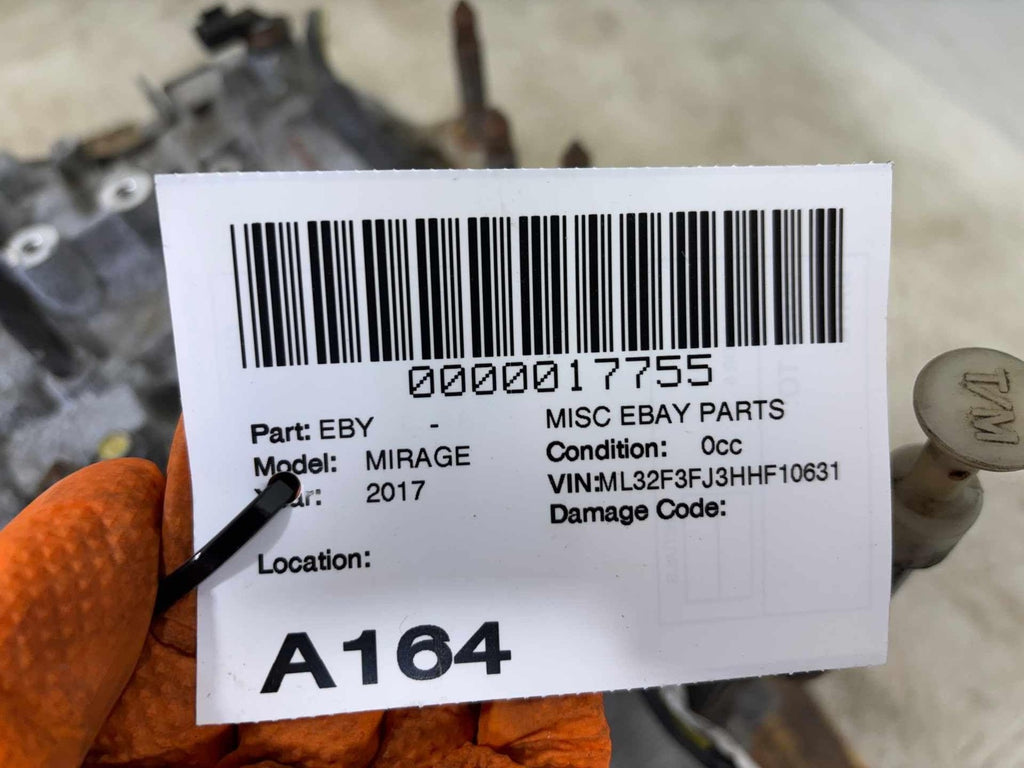 0000017755
Part: EBY - MISC EBAY PARTS
Model: MIRAGE Condition: 0cc
2017 VIN:ML32F3FJ3HHF10631
Damage Code:
Location:
A164
M/T